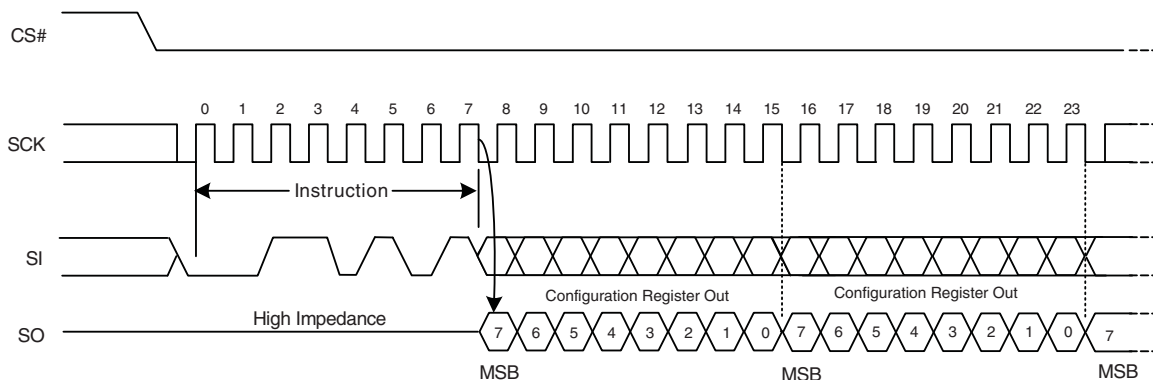 CS#
0 1 2 3 4 5 6 7 8 9 10 11 12 13 14 15 16 17 18 19 20 21 22 23
SCK
Instruction
SI
Configuration Register Out Configuration Register Out
High Impedance
SO 7 6 5 4 3 2 1 0 7 6 5 4 3 2 1 0 7
MSB MSB MSB